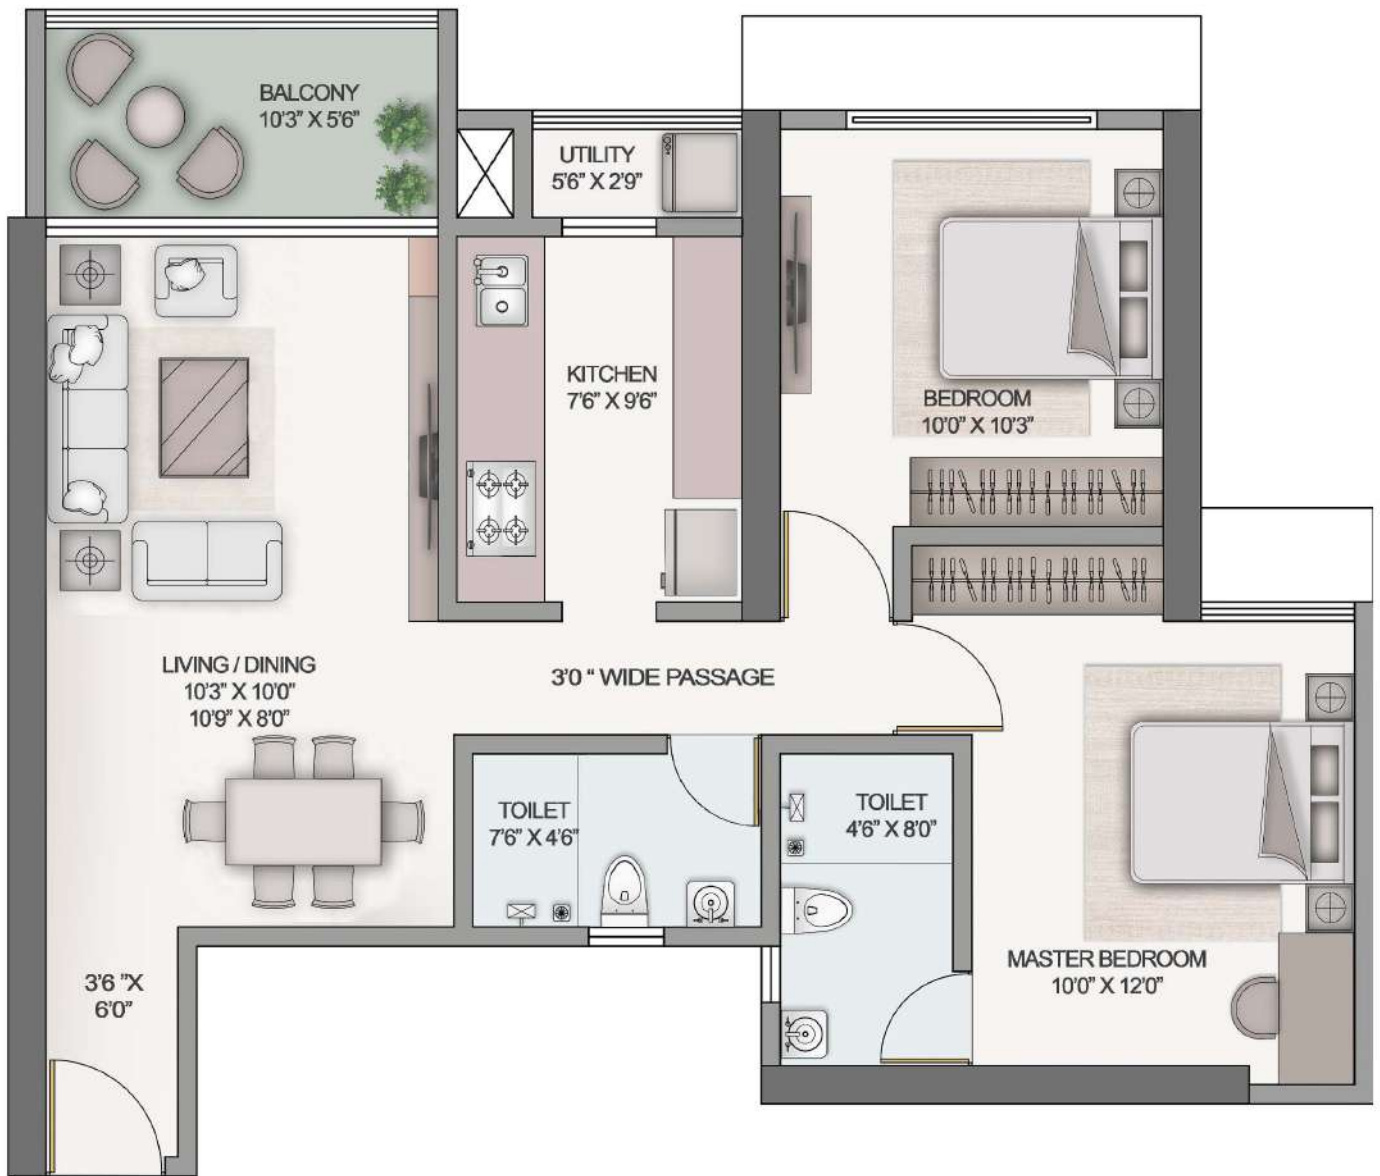 BALCONY
10'3” X 5'6”
UTILITY
5'6” X 2'9”
KITCHEN
7'6” X 9'6”
BEDROOM
10'0” X 10'3”
LIVING / DINING
10'3” X 10'0”
10'9” X 8'0”
3'0 “ WIDE PASSAGE
TOILET
7'6” X 4'6”
TOILET
4'6” X 8'0”
MASTER BEDROOM
10'0” X 12'0”
3'6 ”X
6'0”